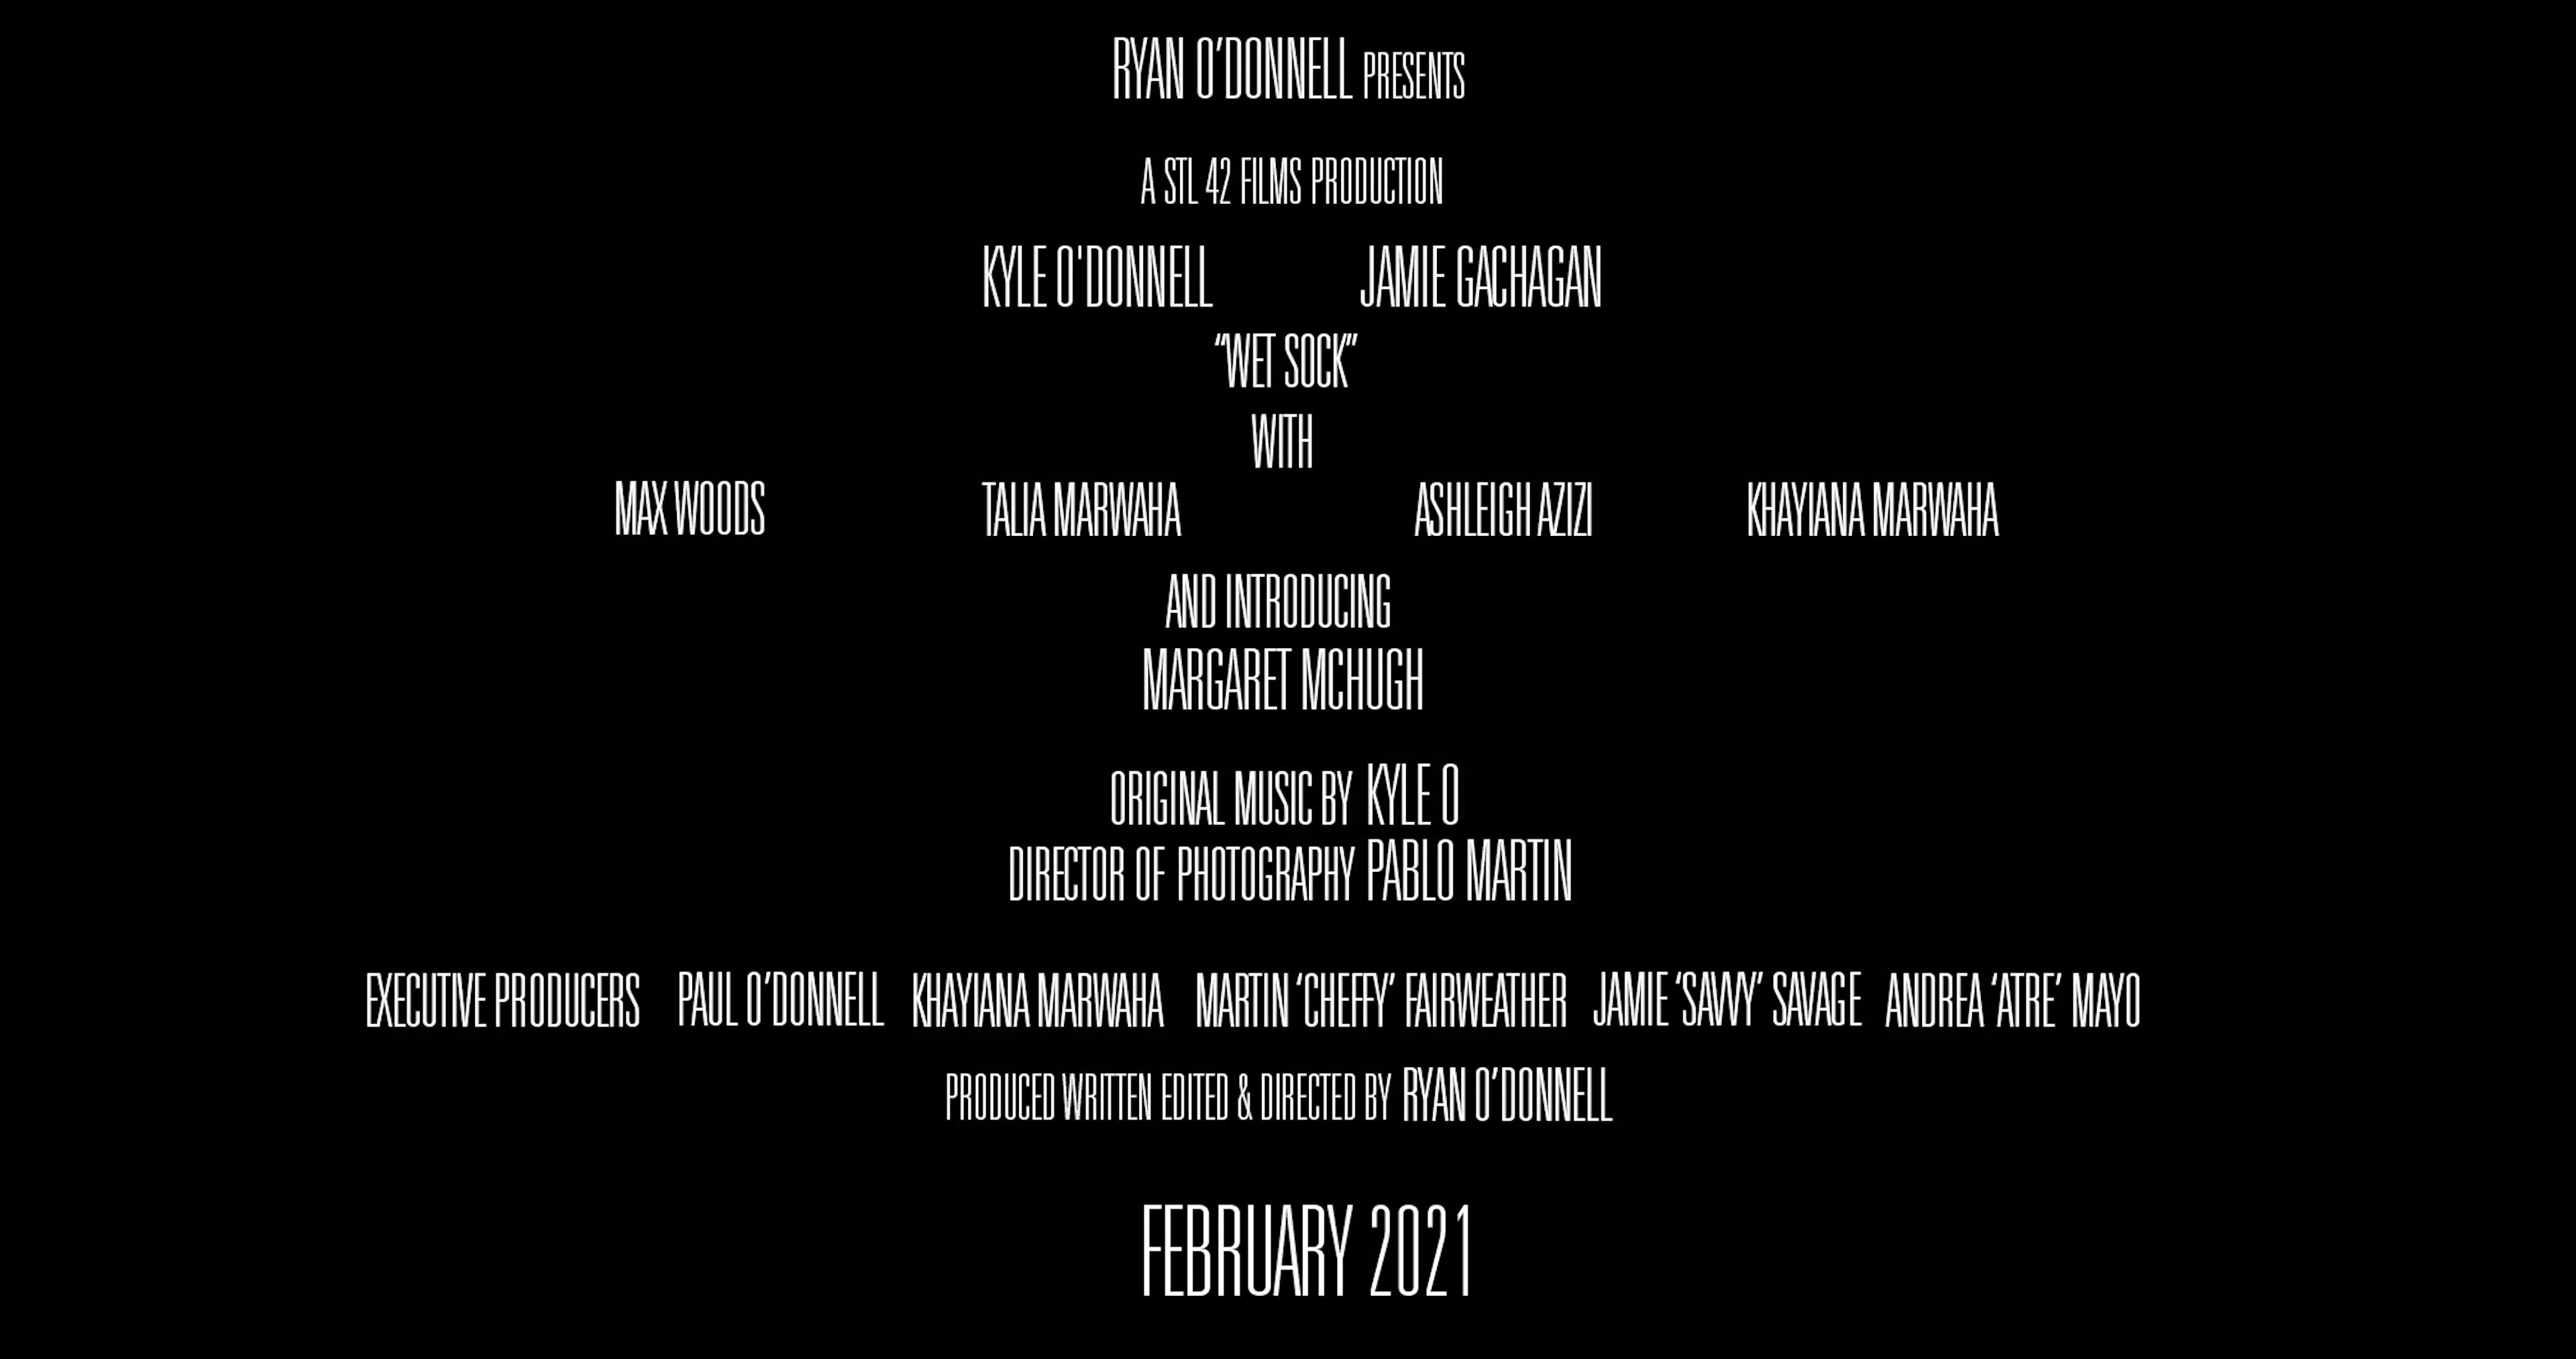 RYAN O’DONNELL PRESENTS
A STL 42 FILMS PRODUCTION
KYLE O'DONNELL JAMIE GACHAGAN
“WET SOCK”
WITH
MAX WOODS TALIA MARWAHA ASHLEIGH AZIZI KHAYIANA MARWAHA
AND INTRODUCING
MARGARET MCHUGH
ORIGINAL MUSIC BY KYLE O
DIRECTOR OF PHOTOGRAPHY PABLO MARTIN
EXECUTIVE PRODUCERS PAUL O’DONNELL KHAYIANA MARWAHA MARTIN ‘CHEFFY’ FAIRWEATHER JAMIE ‘SAVVY’ SAVAGE ANDREA ‘ATRE’ MAYO
PRODUCED WRITTEN EDITED & DIRECTED BY RYAN O’DONNELL
FEBRUARY 2021